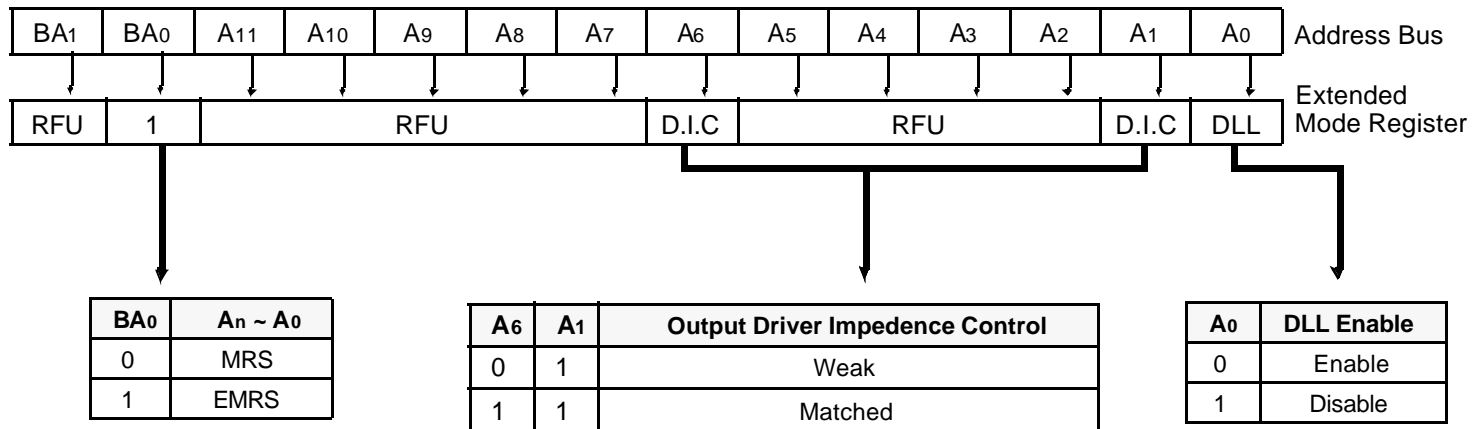 BA1 BA0 A11 A10 A9 A8 A7 A6 A5 A4 A3 A2 A1 A0 Address Bus
RFU 1 RFU D.I.C RFU D.I.C DLL Extended
Mode Register
BA0 An ~ A0
0 MRS
1 EMRS
A6 A1 Output Driver Impedence Control
0 1 Weak
1 1 Matched
A0 DLL Enable
0 Enable
1 Disable